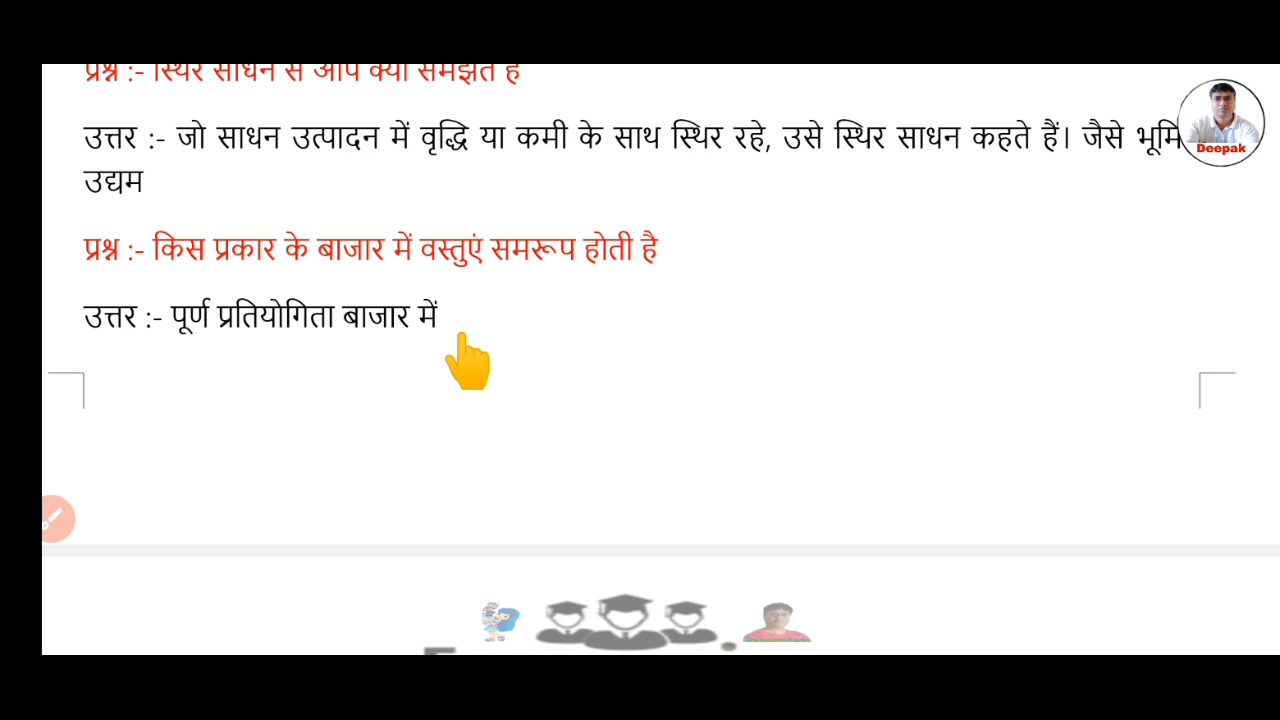 प्रश्न :- स्थिर साधन से आप क्या समझते हैं
उत्तर :- जो साधन उत्पादन में वृद्धि या कमी के साथ स्थिर रहे, उसे स्थिर साधन कहते हैं। जैसे भूमि
Deepak
उद्यम
प्रश्न :- किस प्रकार के बाजार में वस्तुएं समरूप होती है
उत्तर :- पूर्ण प्रतियोगिता बाजार में